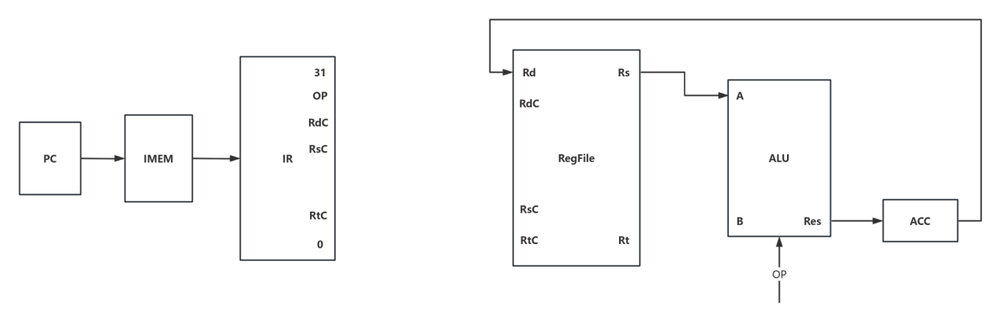 PC
IMEM
IR
31
OP
RdC
RsC
RtC
0
Rd
RdC
RegFile
RsC
RtC
Rs
Rt
A
ALU
B
Res
OP
ACC